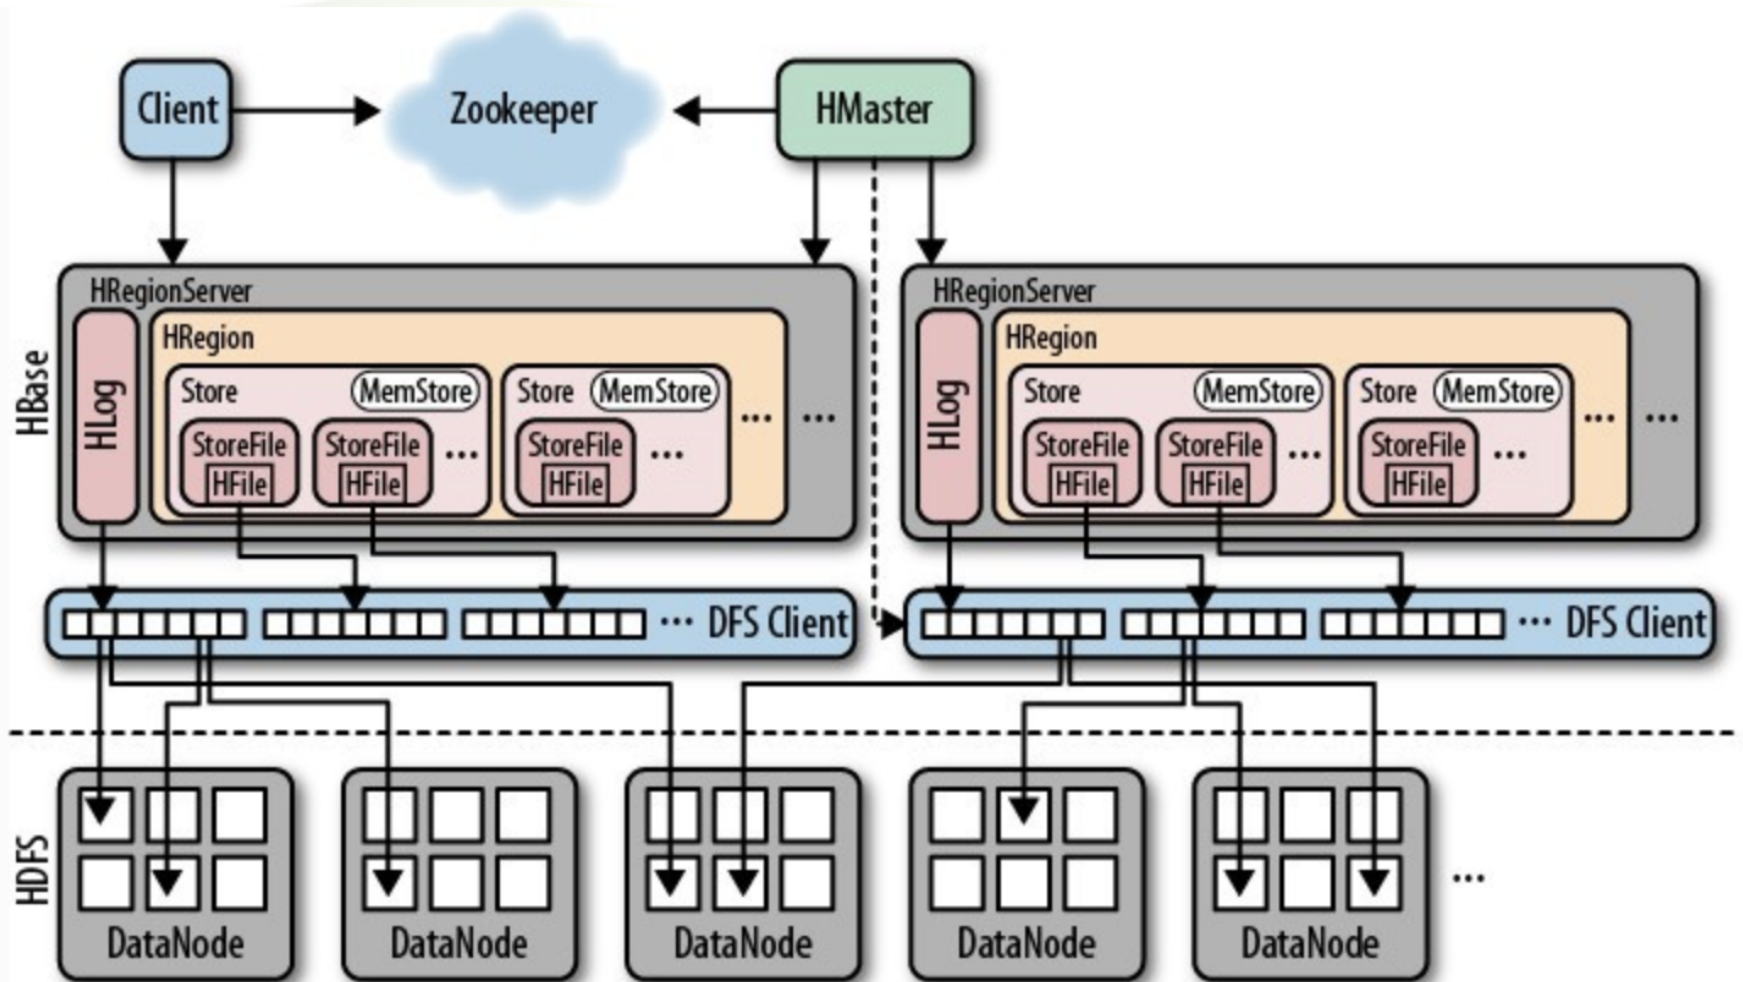 Client
Zookeeper
HMaster
HBase
HRegionServer
HLog
HRegion
Store
MemStore
StoreFile
HFile
StoreFile
HFile
...
Store
MemStore
StoreFile
HFile
...
...
...
HRegionServer
HLog
HRegion
Store
MemStore
StoreFile
HFile
StoreFile
HFile
...
Store
MemStore
StoreFile
HFile
...
...
...
... DFS Client
... DFS Client
HDFS
DataNode
DataNode
DataNode
DataNode
DataNode
...